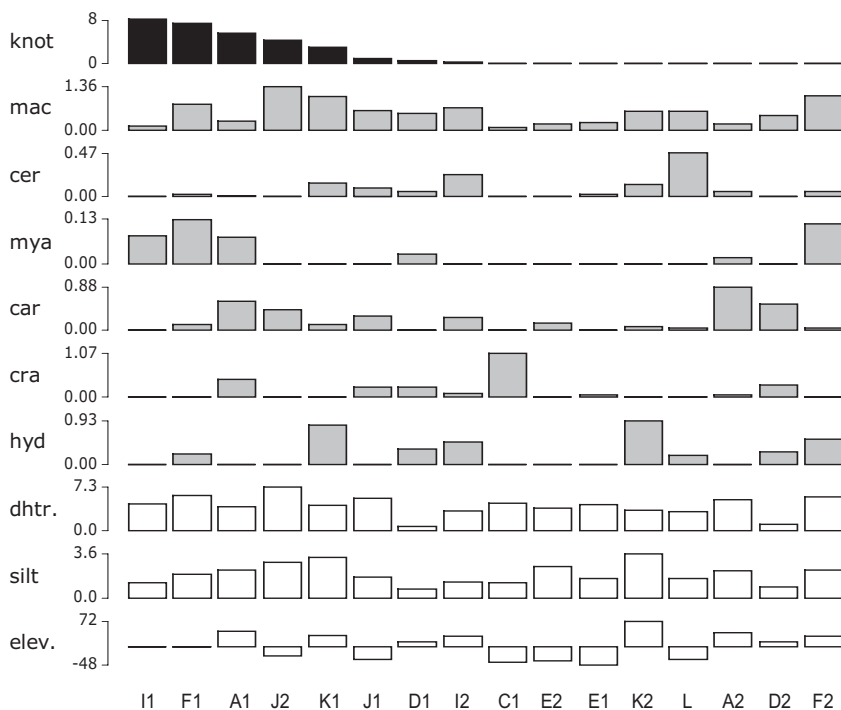 8
knot
0
1.36
mac
0.00
0.47
cer
0.00
0.13
mya
0.00
0.88
car
0.00
1.07
cra
0.00
0.93
hyd
0.00
7.3
dhtr.
0.0
3.6
silt
0.0
72
elev.
-48
I1 F1 A1 J2 K1 J1 D1 I2 C1 E2 E1 K2 L A2 D2 F2